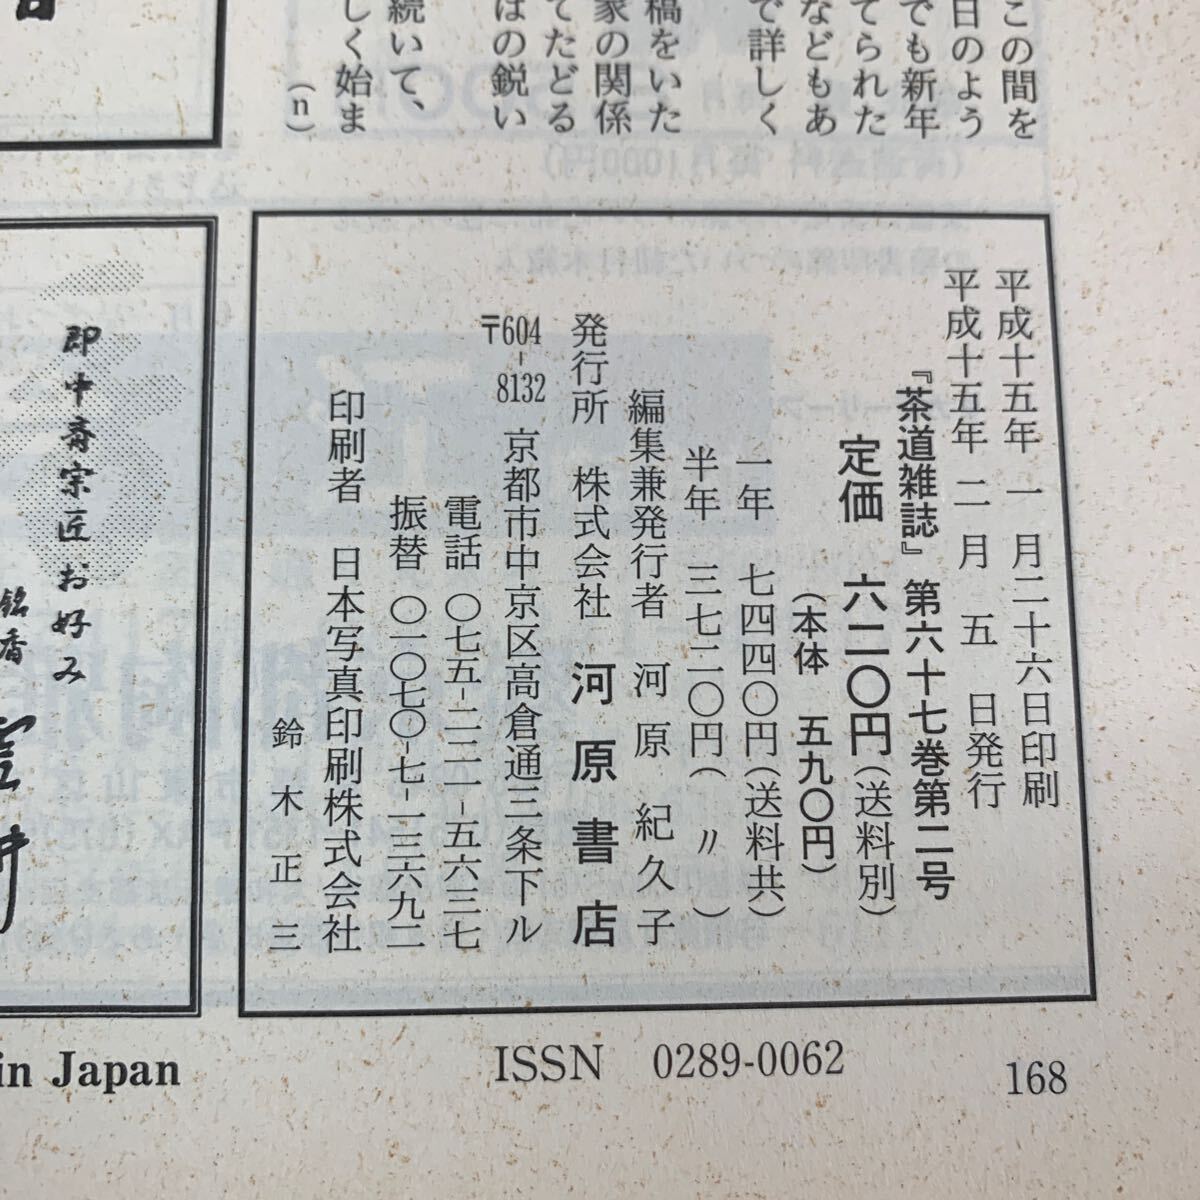 この間を
日のよう
でも新年
てられた
などもあ
で詳しく
稿をいた
家の関係
てたどる
はの鋭い
続いて、
しく始ま
(n)
平成十五年 一月二十六日印刷
平成十五年 二月 五 日発行
『茶道雑誌』第六十七巻第二号
定価 六二〇円(送料別)
(本体 五九〇円)
一年 七四四〇円(送料共)
半年 三七二〇円( 〃 )
編集兼発行者 河原 紀久子
発行所 株式会社 河原書店
〒604-8132 京都市中京区高倉通三条下ル
電話 〇七五-二二一-五六三七
振替 〇一〇七〇-七-一三六九二
印刷者 日本写真印刷株式会社
鈴木正三
即中斎宗匠お好み
銘香
in Japan
ISSN 0289-0062
168